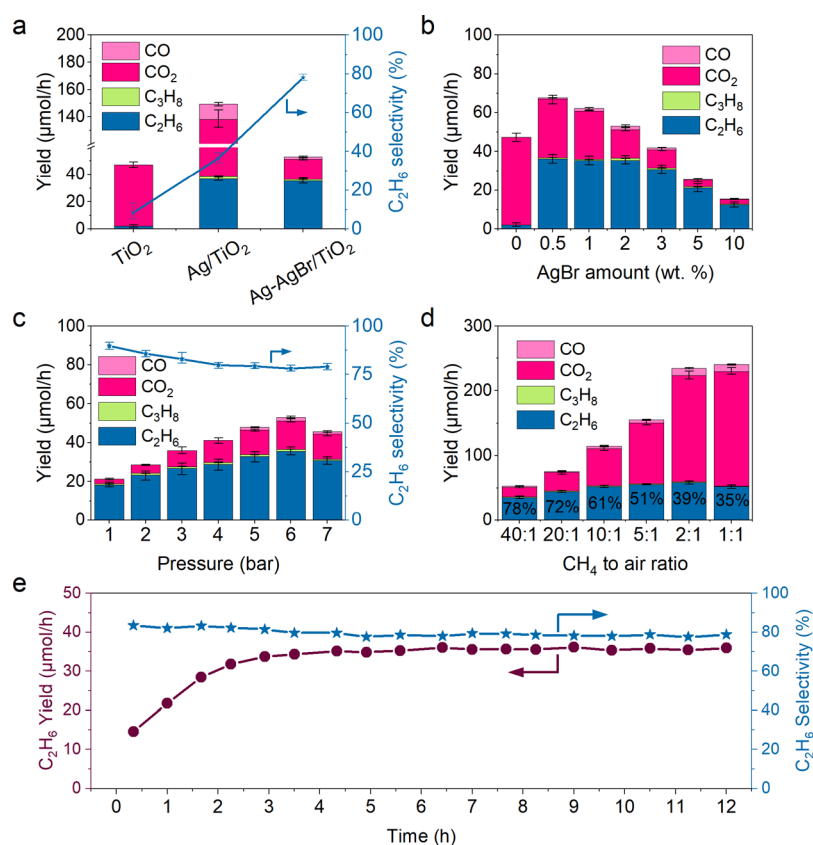 a
200
180
160
140
40
20
0
Yield (μmol/h)
CO
CO2
C3H8
C2H6
100
80
60
40
20
0
C2H6 selectivity (%)
TiO2
Ag/TiO2
Ag-AgBr/TiO2
b
100
80
60
40
20
0
Yield (μmol/h)
CO
CO2
C3H8
C2H6
0 0.5 1 2 3 5 10
AgBr amount (wt. %)
c
100
80
60
40
20
0
Yield (μmol/h)
CO
CO2
C3H8
C2H6
100
75
50
25
0
C2H6 selectivity (%)
1 2 3 4 5 6 7
Pressure (bar)
d
300
200
100
0
Yield (μmol/h)
CO
CO2
C3H8
C2H6
78% 72% 61% 51% 39% 35%
40:1 20:1 10:1 5:1 2:1 1:1
CH4 to air ratio
e
50
40
30
20
10
0
C2H6 Yield (μmol/h)
100
80
60
40
20
0
C2H6 Selectivity (%)
0 1 2 3 4 5 6 7 8 9 10 11 12
Time (h)